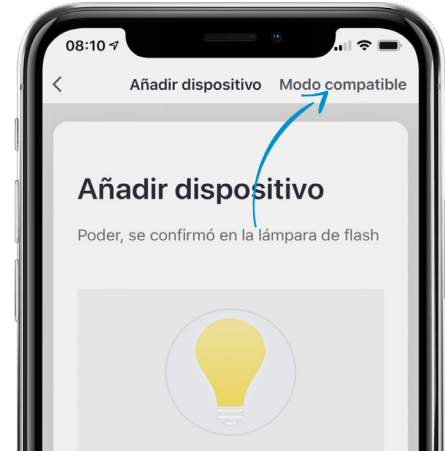 08:10
Añadir dispositivo Modo compatible
Añadir dispositivo
Poder, se confirmó en la lámpara de flash